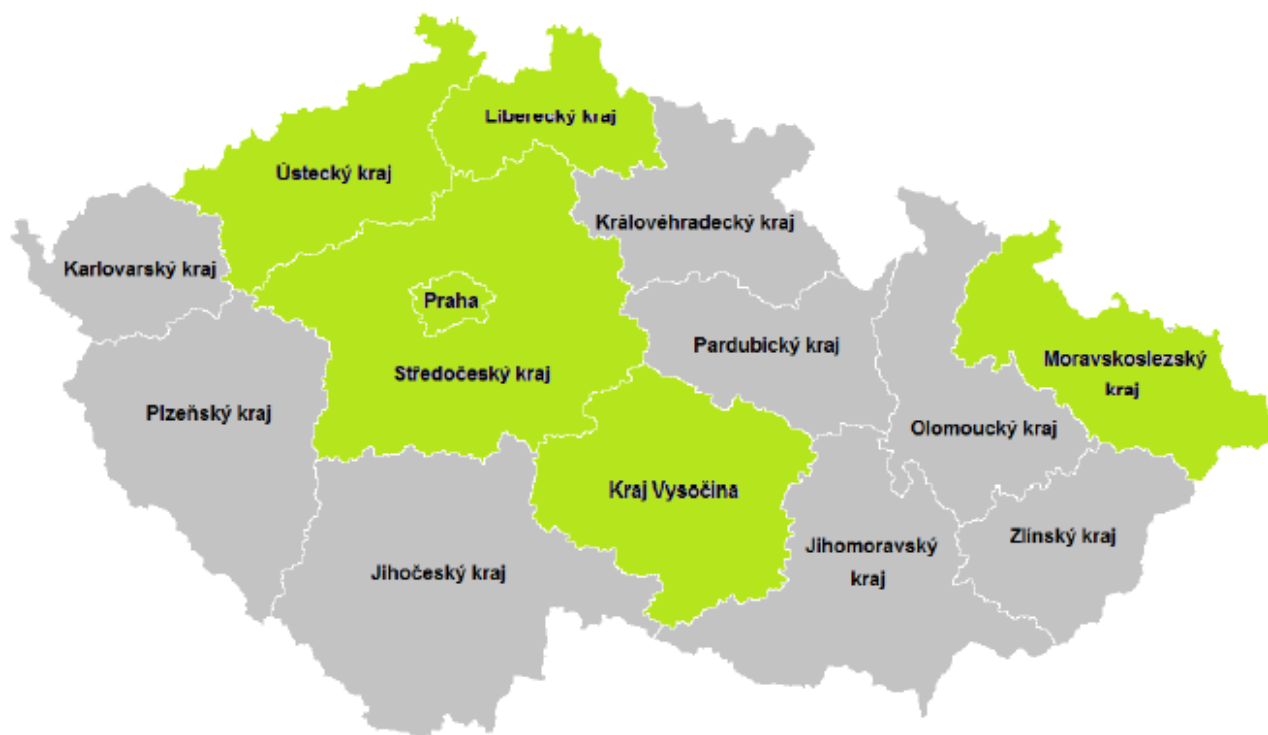 Liberecký kraj
Ústecký kraj
Královéhradecký kraj
Karlovarský kraj
Praha
Pardubický kraj
Moravskoslezský
kraj
Středočeský kraj
Plzeňský kraj
Olomoucký kraj
Kraj Vysočina
Zlínský kraj
Jihomoravský
kraj
Jihočeský kraj